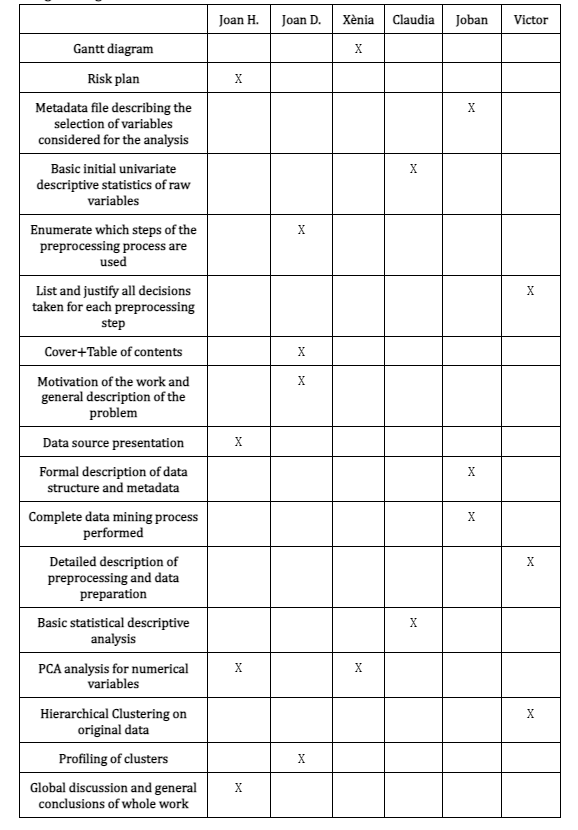 Joan H. Joan D. Xènia Claudia Joban Victor
Gantt diagram X
Risk plan X
Metadata file describing the X
selection of variables
considered for the analysis
Basic initial univariate X
descriptive statistics of raw
variables
Enumerate which steps of the X
preprocessing process are
used
List and justify all decisions X
taken for each preprocessing
step
Cover+Table of contents X
Motivation of the work and X
general description of the
problem
Data source presentation X
Formal description of data X
structure and metadata
Complete data mining process X
performed
Detailed description of X
preprocessing and data
preparation
Basic statistical descriptive X
analysis
PCA analysis for numerical X X
variables
Hierarchical Clustering on X
original data
Profiling of clusters X
Global discussion and general X
conclusions of whole work